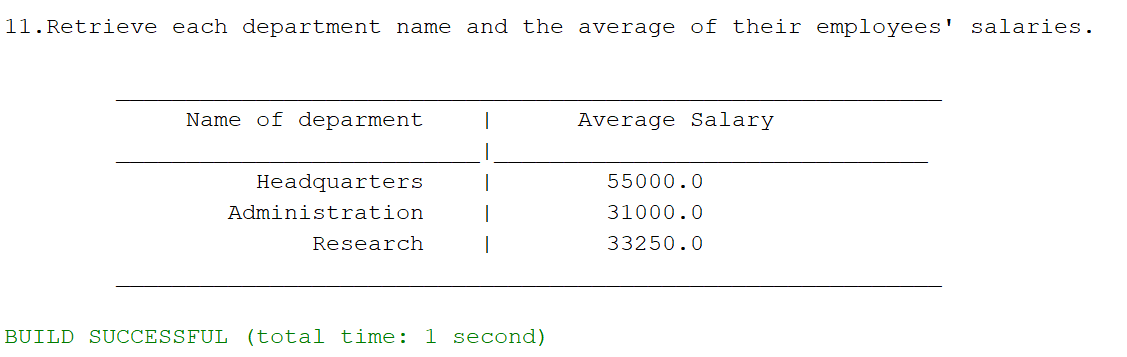 11.Retrieve each department name and the average of their employees' salaries.
Name of deparment | Average Salary
|
Headquarters | 55000.0
Administration | 31000.0
Research | 33250.0
BUILD SUCCESSFUL (total time: 1 second)